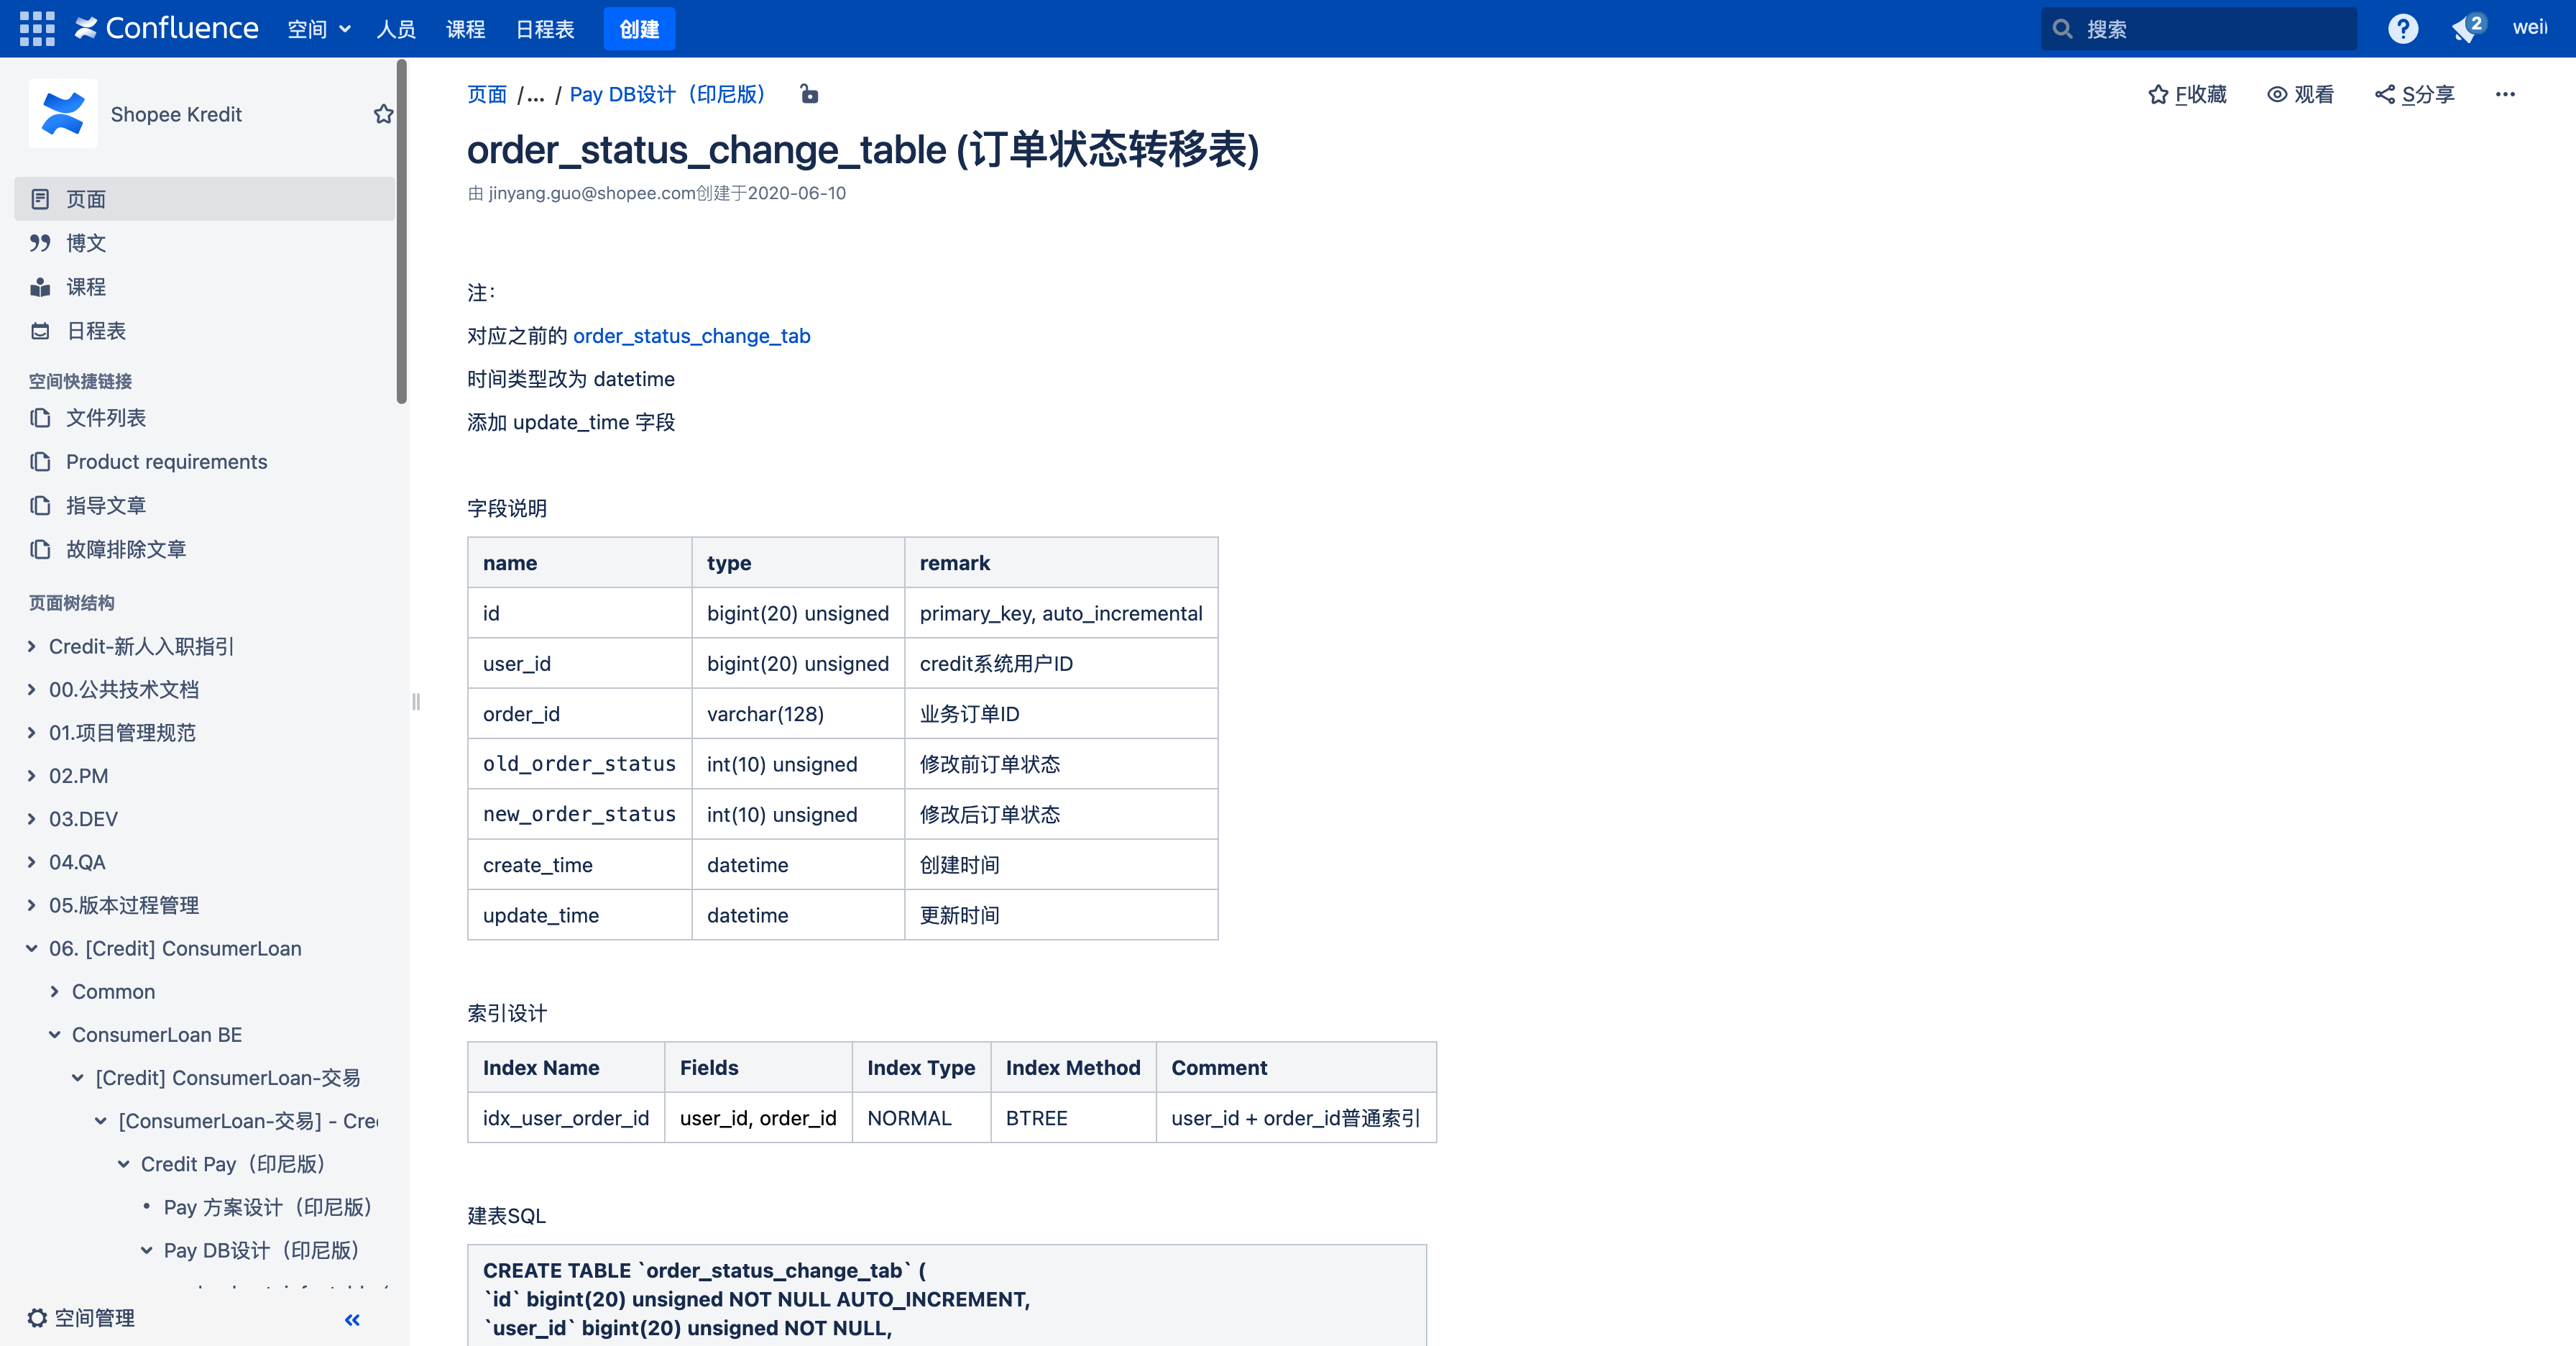 Confluence 空间 人员 课程 日程表 创建 搜索 2
Shopee Kredit
页面
博文
课程
日程表
空间快捷链接
文件列表
Product requirements
指导文章
故障排除文章
页面树结构
Credit-新人入职指引
00.公共技术文档
01.项目管理规范
02.PM
03.DEV
04.QA
05.版本过程管理
06. [Credit] ConsumerLoan
Common
ConsumerLoan BE
[Credit] ConsumerLoan-交易
[ConsumerLoan-交易] - Cre
Credit Pay（印尼版）
Pay 方案设计（印尼版）
Pay DB设计（印尼版）
空间管理
页面 /... / Pay DB设计（印尼版） F收藏 观看 S分享
order_status_change_table (订单状态转移表)
由 jinyang.guo@shopee.com创建于2020-06-10
注：
对应之前的 order_status_change_tab
时间类型改为 datetime
添加 update_time 字段
字段说明
name type remark
id bigint(20) unsigned primary_key, auto_incremental
user_id bigint(20) unsigned credit系统用户ID
order_id varchar(128) 业务订单ID
old_order_status int(10) unsigned 修改前订单状态
new_order_status int(10) unsigned 修改后订单状态
create_time datetime 创建时间
update_time datetime 更新时间
索引设计
Index Name Fields Index Type Index Method Comment
idx_user_order_id user_id, order_id NORMAL BTREE user_id + order_id普通索引
建表SQL
CREATE TABLE `order_status_change_tab` (
`id` bigint(20) unsigned NOT NULL AUTO_INCREMENT,
`user_id` bigint(20) unsigned NOT NULL,